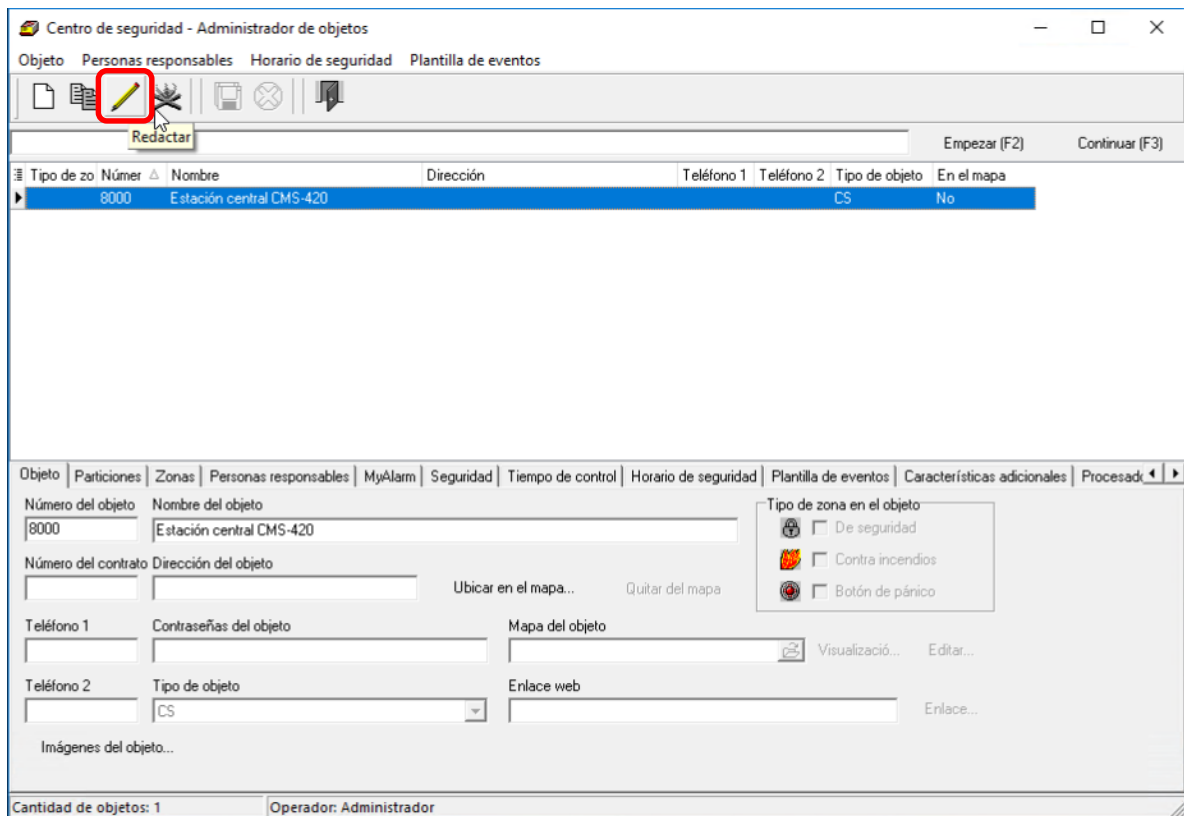 Centro de seguridad - Administrador de objetos
Objeto Personas responsables Horario de seguridad Plantilla de eventos
Redactar
Empezar (F2) Continuar (F3)
Tipo de zo Númer Nombre Dirección Teléfono 1 Teléfono 2 Tipo de objeto En el mapa
8000 Estación central CMS-420 CS No
Objeto Particiones Zonas Personas responsables MyAlarm Seguridad Tiempo de control Horario de seguridad Plantilla de eventos Características adicionales Procesado
Número del objeto Nombre del objeto Tipo de zona en el objeto
8000 Estación central CMS-420 De seguridad
Número del contrato Dirección del objeto Contra incendios
Ubicar en el mapa... Quitar del mapa Botón de pánico
Teléfono 1 Contraseñas del objeto Mapa del objeto
Visualizació... Editar...
Teléfono 2 Tipo de objeto Enlace web
CS Enlace...
Imágenes del objeto...
Cantidad de objetos: 1 Operador: Administrador